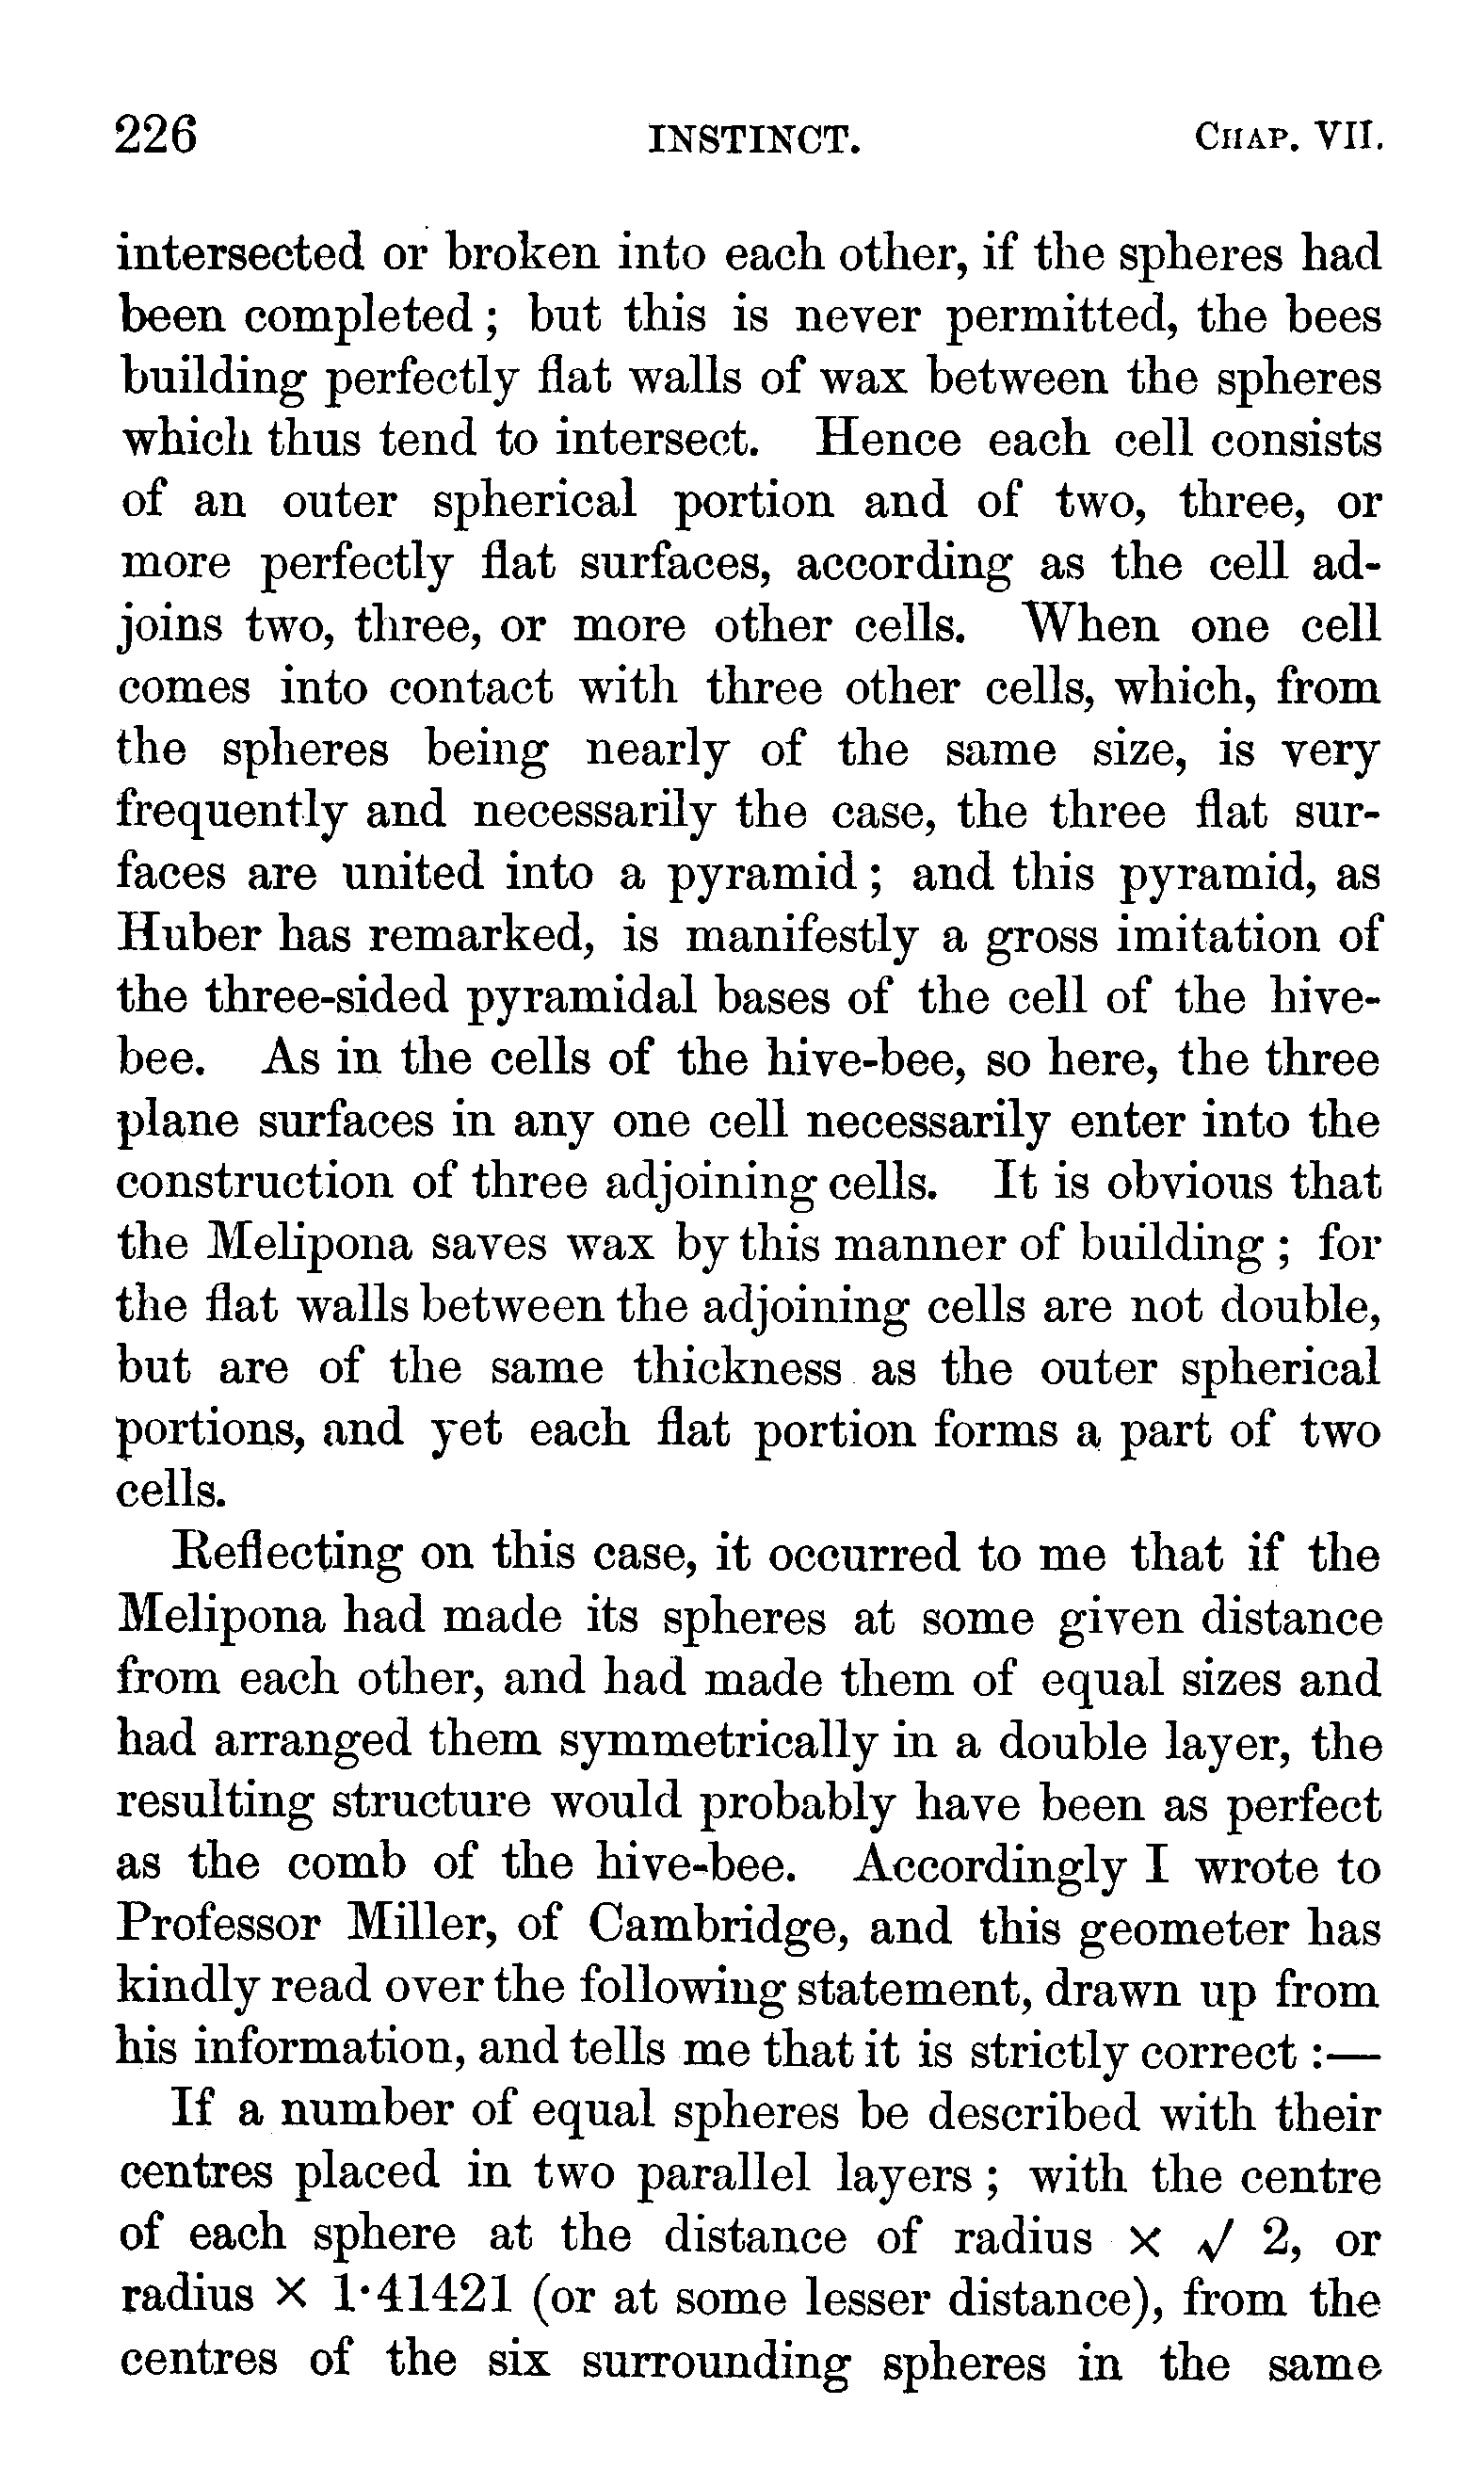 226 INSTINCT. CHAP. VII.
intersected or broken into each other, if the spheres had
been completed; but this is never permitted, the bees
building perfectly flat walls of wax between the spheres
which thus tend to intersect. Hence each cell consists
of an outer spherical portion and of two, three, or
more perfectly flat surfaces, according as the cell ad-
joins two, three, or more other cells. When one cell
comes into contact with three other cells, which, from
the spheres being nearly of the same size, is very
frequently and necessarily the case, the three flat sur-
faces are united into a pyramid; and this pyramid, as
Huber has remarked, is manifestly a gross imitation of
the three-sided pyramidal bases of the cell of the hive-
bee. As in the cells of the hive-bee, so here, the three
plane surfaces in any one cell necessarily enter into the
construction of three adjoining cells. It is obvious that
the Melipona saves wax by this manner of building; for
the flat walls between the adjoining cells are not double,
but are of the same thickness as the outer spherical
portions, and yet each flat portion forms a part of two
cells.
Reflecting on this case, it occurred to me that if the
Melipona had made its spheres at some given distance
from each other, and had made them of equal sizes and
had arranged them symmetrically in a double layer, the
resulting structure would probably have been as perfect
as the comb of the hive-bee. Accordingly I wrote to
Professor Miller, of Cambridge, and this geometer has
kindly read over the following statement, drawn up from
his information, and tells me that it is strictly correct:—
If a number of equal spheres be described with their
centres placed in two parallel layers; with the centre
of each sphere at the distance of radius × √ 2, or
radius × 1·41421 (or at some lesser distance), from the
centres of the six surrounding spheres in the same